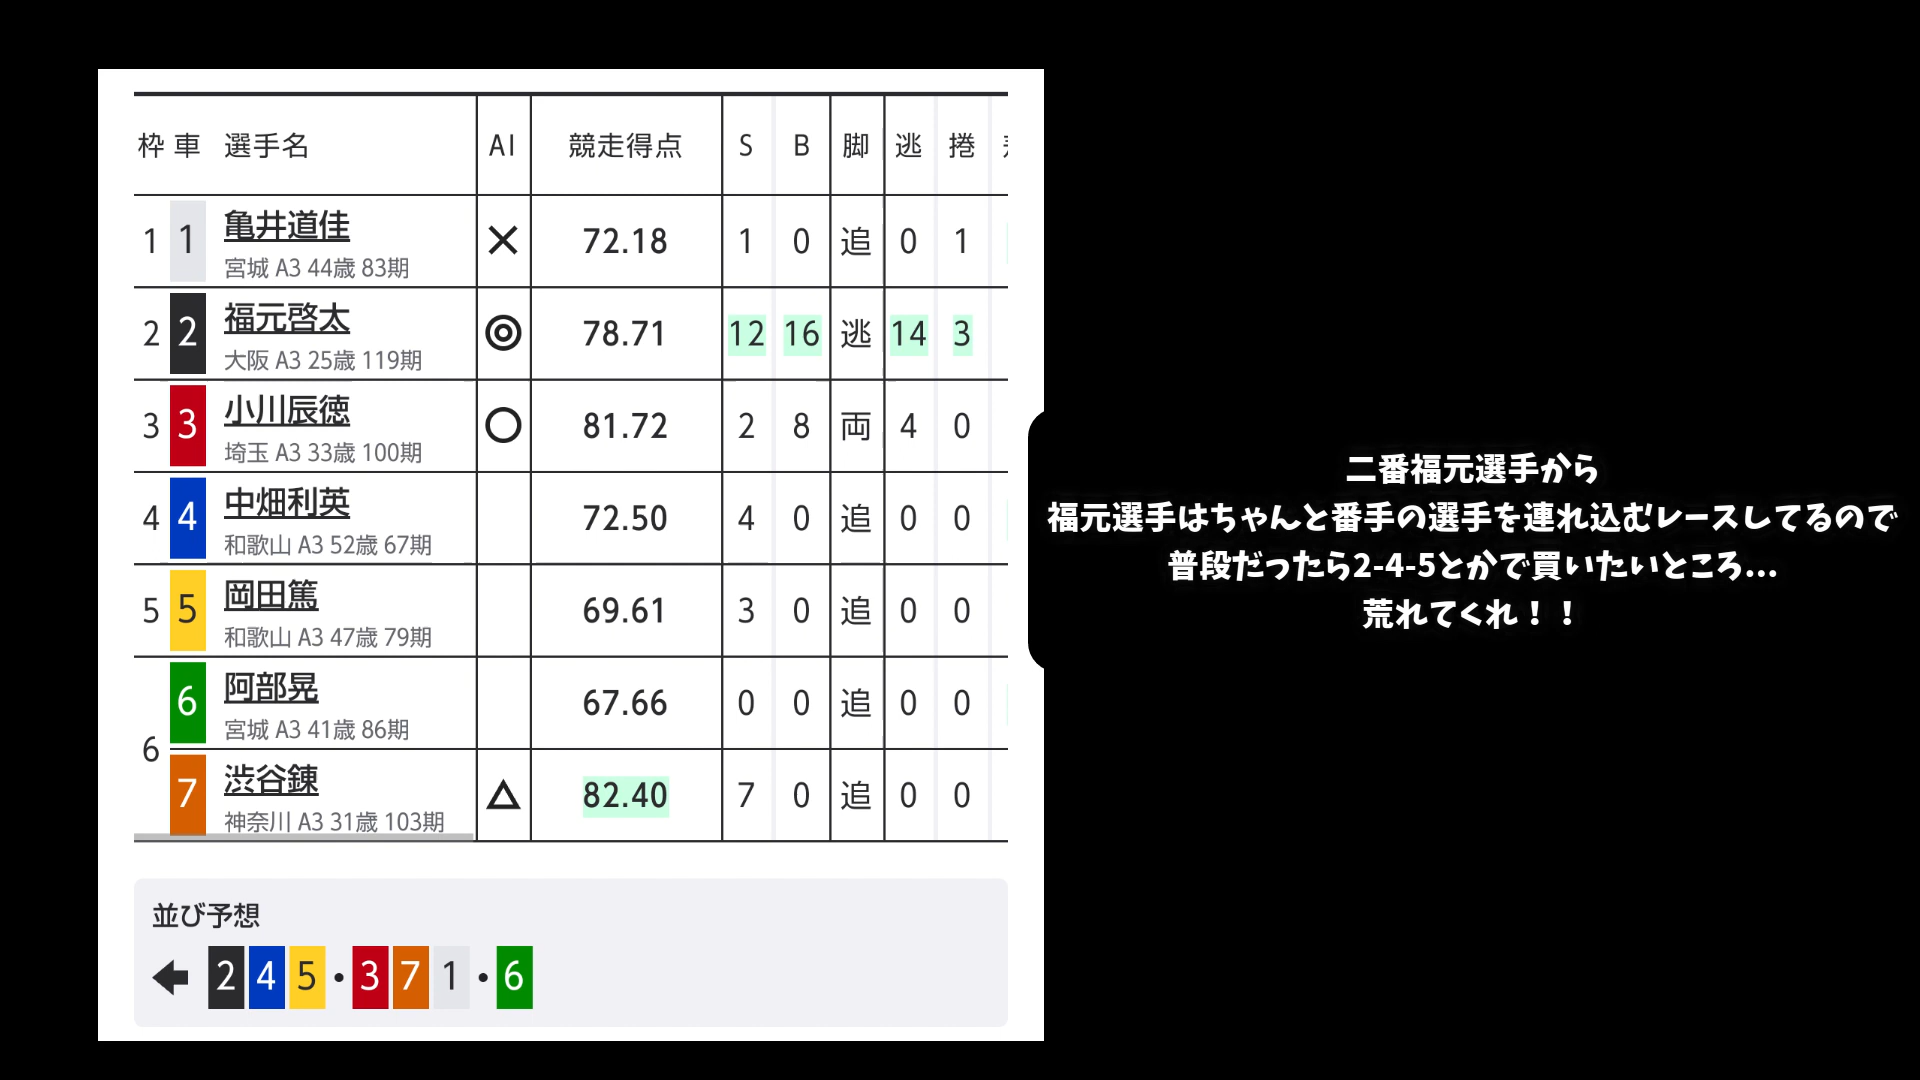 枠 車 選手名 AI 競走得点 S B 脚 逃 捲
1 1 亀井道佳 × 72.18 1 0 追 0 1
宮城 A3 44歳 83期
2 2 福元啓太 ◎ 78.71 12 16 逃 14 3
大阪 A3 25歳 119期
3 3 小川辰徳 ○ 81.72 2 8 両 4 0
埼玉 A3 33歳 100期
4 4 中畑利英 72.50 4 0 追 0 0
和歌山 A3 52歳 67期
5 5 岡田篤 69.61 3 0 追 0 0
和歌山 A3 47歳 79期
6 6 阿部晃 67.66 0 0 追 0 0
宮城 A3 41歳 86期
7 渋谷錬 △ 82.40 7 0 追 0 0
神奈川 A3 31歳 103期
並び予想
← 2 4 5 • 3 7 1 • 6
二番福元選手から
福元選手はちゃんと番手の選手を連れ込むレースしてるので
普段だったら2-4-5とかで買いたいところ...
荒れてくれ！！